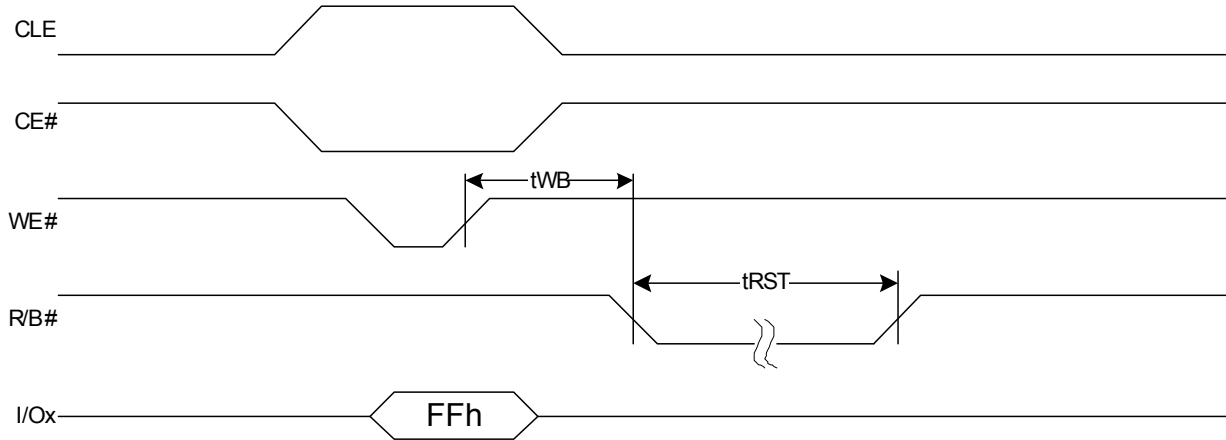 CLE
CE#
tWB
WE#
tRST
R/B#
I/Ox
FFh